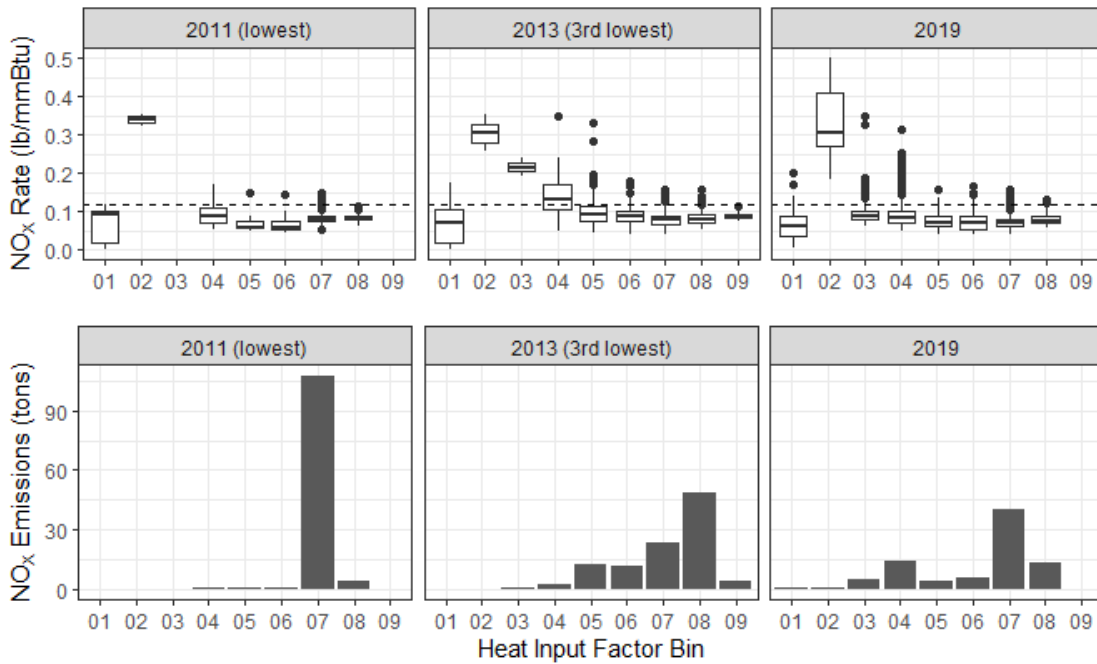 2011 (lowest) 2013 (3rd lowest) 2019
NOx Rate (lb/mmBtu)
0.5
0.4
0.3
0.2
0.1
0.0
01 02 03 04 05 06 07 08 09 01 02 03 04 05 06 07 08 09 01 02 03 04 05 06 07 08 09
2011 (lowest) 2013 (3rd lowest) 2019
NOx Emissions (tons)
90
60
30
0
01 02 03 04 05 06 07 08 09 01 02 03 04 05 06 07 08 09 01 02 03 04 05 06 07 08 09
Heat Input Factor Bin